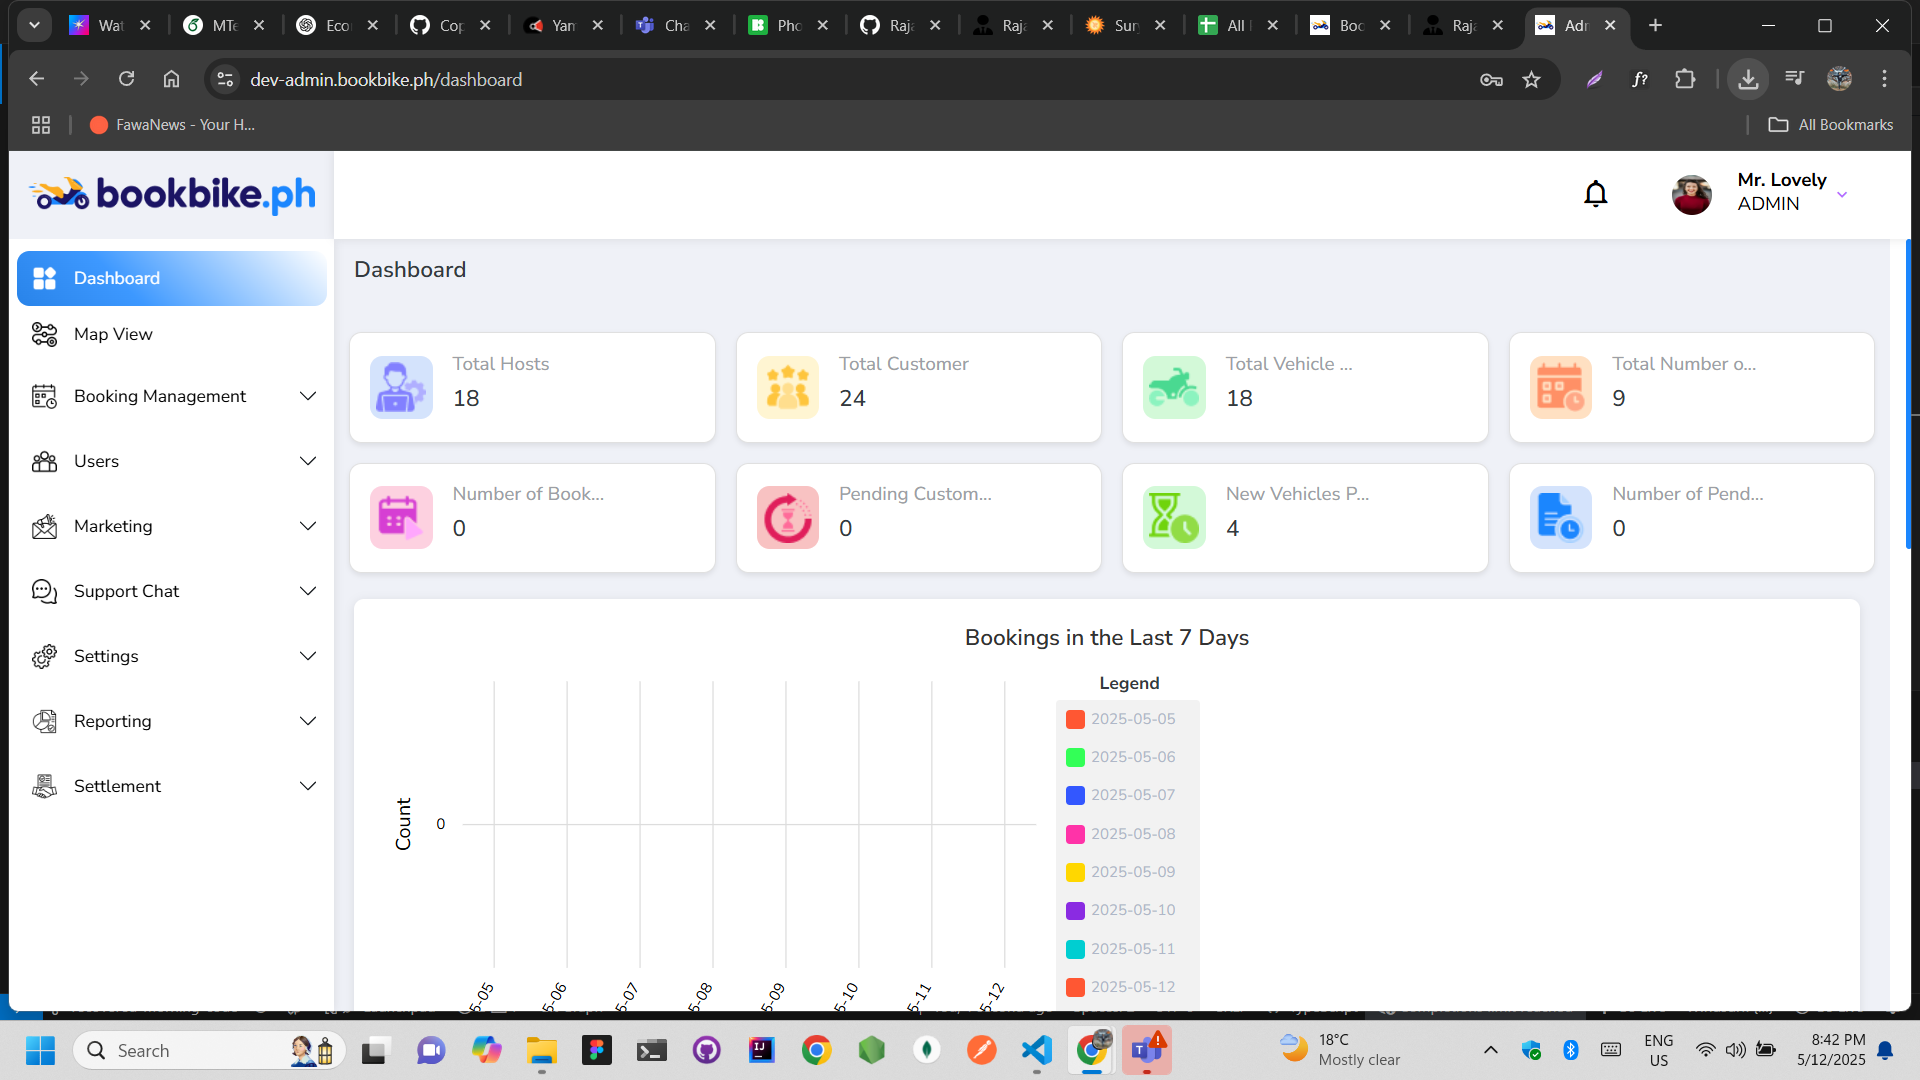 Wat
MTe
Eco
Cop
Yam
Cha
Pho
Raja
Raja
Sur
All
Boo
Raja
Adm
dev-admin.bookbike.ph/dashboard
FawaNews - Your H...
All Bookmarks
bookbike.ph
Mr. Lovely
ADMIN
Dashboard
Map View
Booking Management
Users
Marketing
Support Chat
Settings
Reporting
Settlement
Dashboard
Total Hosts
18
Total Customer
24
Total Vehicle ...
18
Total Number o...
9
Number of Book...
0
Pending Custom...
0
New Vehicles P...
4
Number of Pend...
0
Bookings in the Last 7 Days
Count
0
5-05
5-06
5-07
5-08
5-09
5-10
5-11
5-12
Legend
2025-05-05
2025-05-06
2025-05-07
2025-05-08
2025-05-09
2025-05-10
2025-05-11
2025-05-12
Search
18°C
Mostly clear
ENG
US
8:42 PM
5/12/2025